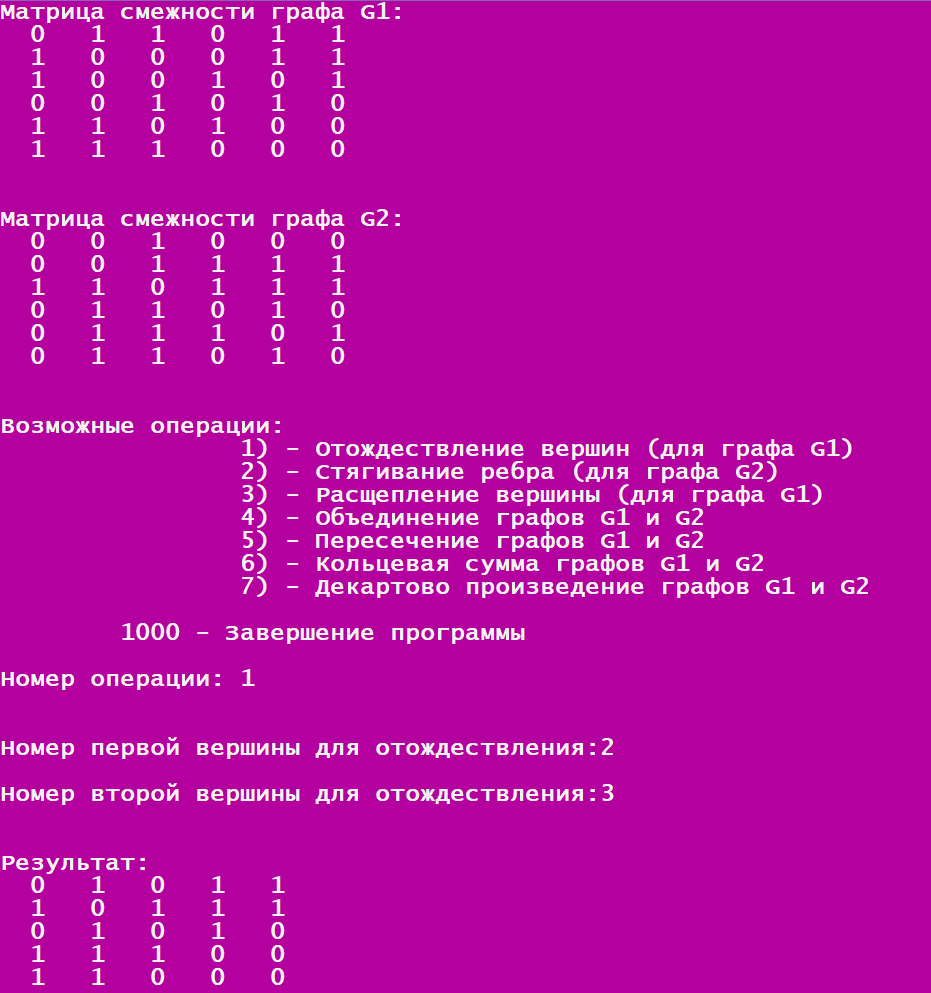 Матрица смежности графа G1:
0 1 1 0 1 1
1 0 0 0 1 1
1 0 0 1 0 1
0 0 1 0 1 0
1 1 0 1 0 0
1 1 1 0 0 0
Матрица смежности графа G2:
0 0 1 0 0 0
0 0 1 1 1 1
1 1 0 1 1 1
0 1 1 0 1 0
0 1 1 1 0 1
0 1 1 0 1 0
Возможные операции:
1) - Отождествление вершин (для графа G1)
2) - Стягивание ребра (для графа G2)
3) - Расщепление вершины (для графа G1)
4) - Объединение графов G1 и G2
5) - Пересечение графов G1 и G2
6) - Кольцевая сумма графов G1 и G2
7) - Декартово произведение графов G1 и G2
1000 - Завершение программы
Номер операции: 1
Номер первой вершины для отождествления:2
Номер второй вершины для отождествления:3
Результат:
0 1 0 1 1
1 0 1 1 1
0 1 0 1 0
1 1 1 0 0
1 1 0 0 0